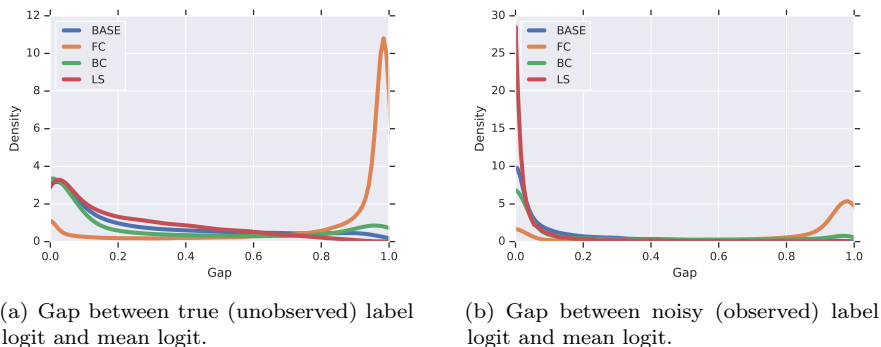 12
10
8
6
4
2
0
Density
BASE
FC
BC
LS
0.0 0.2 0.4 0.6 0.8 1.0
Gap
(a) Gap between true (unobserved) label
logit and mean logit.
30
25
20
15
10
5
0
Density
BASE
FC
BC
LS
0.0 0.2 0.4 0.6 0.8 1.0
Gap
(b) Gap between noisy (observed) label
logit and mean logit.